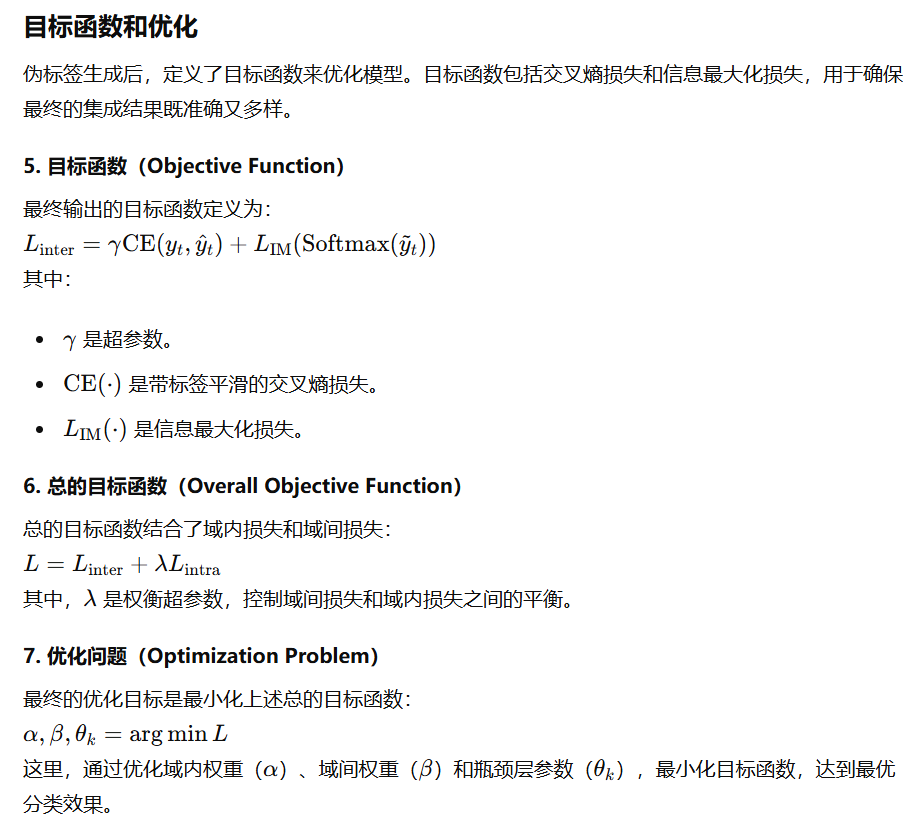 目标函数和优化
伪标签生成后，定义了目标函数来优化模型。目标函数包括交叉熵损失和信息最大化损失，用于确保
最终的集成结果既准确又多样。
5. 目标函数（Objective Function）
最终输出的目标函数定义为：
$L_{\text{inter}} = \gamma \text{CE}(y_t, \hat{y}_t) + L_{\text{IM}}(\text{Softmax}(\tilde{y}_t))$
其中：
• $\gamma$ 是超参数。
• $\text{CE}(\cdot)$ 是带标签平滑的交叉熵损失。
• $L_{\text{IM}}(\cdot)$ 是信息最大化损失。
6. 总的目标函数（Overall Objective Function）
总的目标函数结合了域内损失和域间损失：
$L = L_{\text{inter}} + \lambda L_{\text{intra}}$
其中，$\lambda$ 是权衡超参数，控制域间损失和域内损失之间的平衡。
7. 优化问题（Optimization Problem）
最终的优化目标是最小化上述总的目标函数：
$\alpha, \beta, \theta_k = \arg\min L$
这里，通过优化域内权重（$\alpha$）、域间权重（$\beta$）和瓶颈层参数（$\theta_k$），最小化目标函数，达到最优
分类效果。